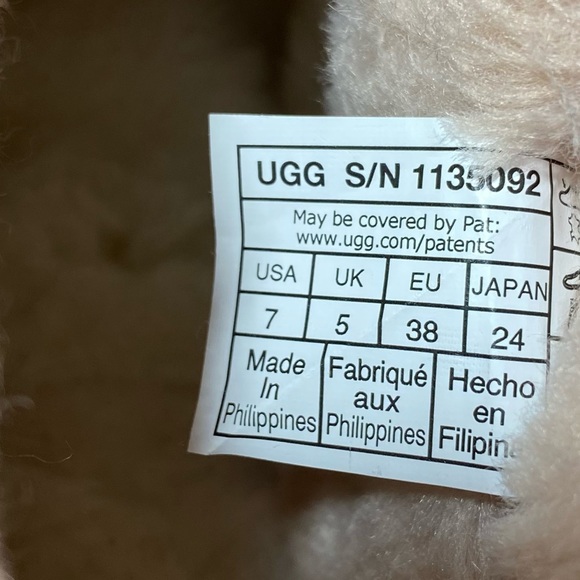 UGG S/N 1135092
May be covered by Pat:
www.ugg.com/patents
USA UK EU JAPAN
7 5 38 24
Made In Philippines
Fabriqué aux Philippines
Hecho en